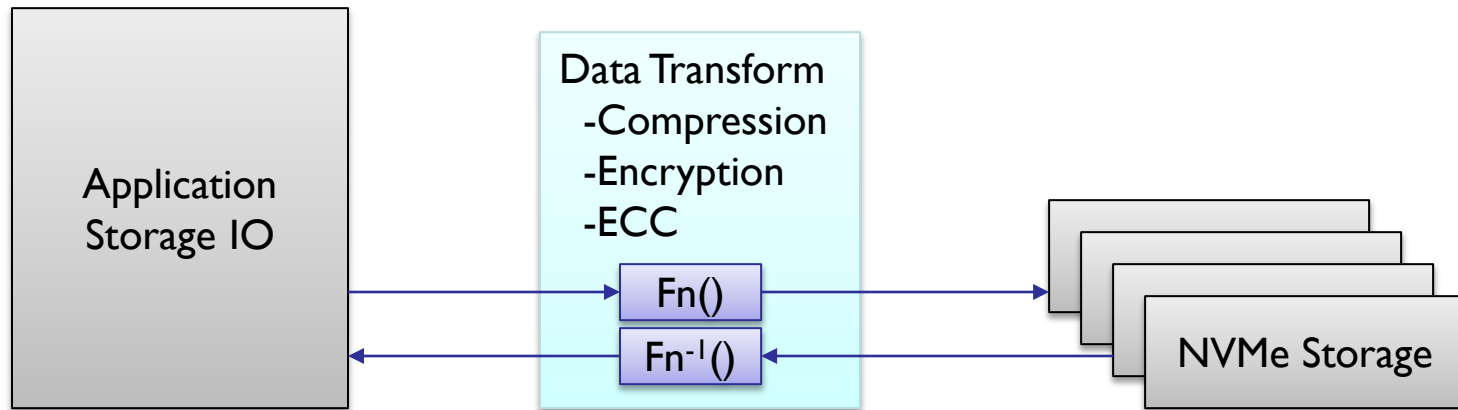 Application
Storage IO
Data Transform
-Compression
-Encryption
-ECC
Fn()
Fn⁻¹()
NVMe Storage